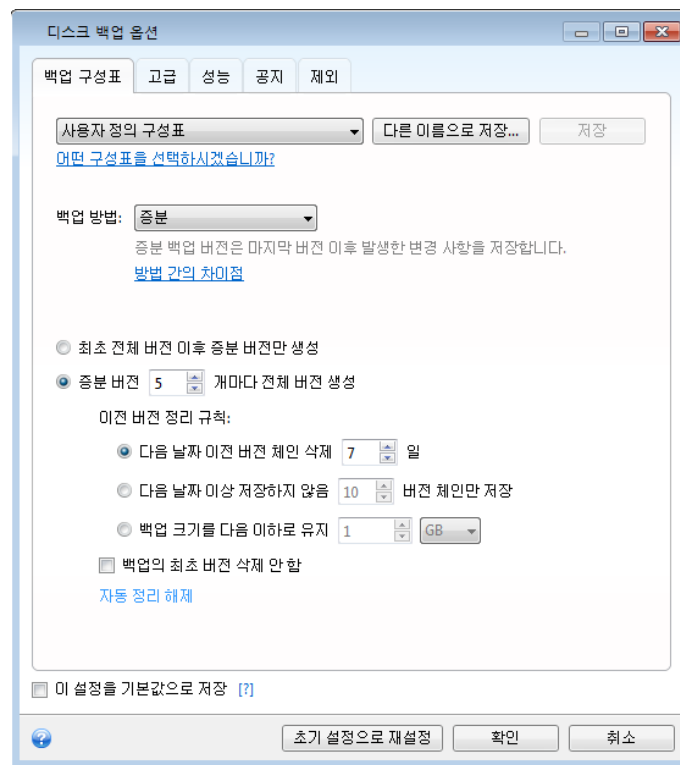 디스크 백업 옵션
백업 구성표 고급 성능 공지 제외
사용자 정의 구성표 다른 이름으로 저장... 저장
어떤 구성표를 선택하시겠습니까?
백업 방법: 증분
증분 백업 버전은 마지막 버전 이후 발생한 변경 사항을 저장합니다.
방법 간의 차이점
최초 전체 버전 이후 증분 버전만 생성
증분 버전 5 개마다 전체 버전 생성
이전 버전 정리 규칙:
다음 날짜 이전 버전 체인 삭제 7 일
다음 날짜 이상 저장하지 않음 10 버전 체인만 저장
백업 크기를 다음 이하로 유지 1 GB
백업의 최초 버전 삭제 안 함
자동 정리 해제
이 설정을 기본값으로 저장 [?]
? 초기 설정으로 재설정 확인 취소